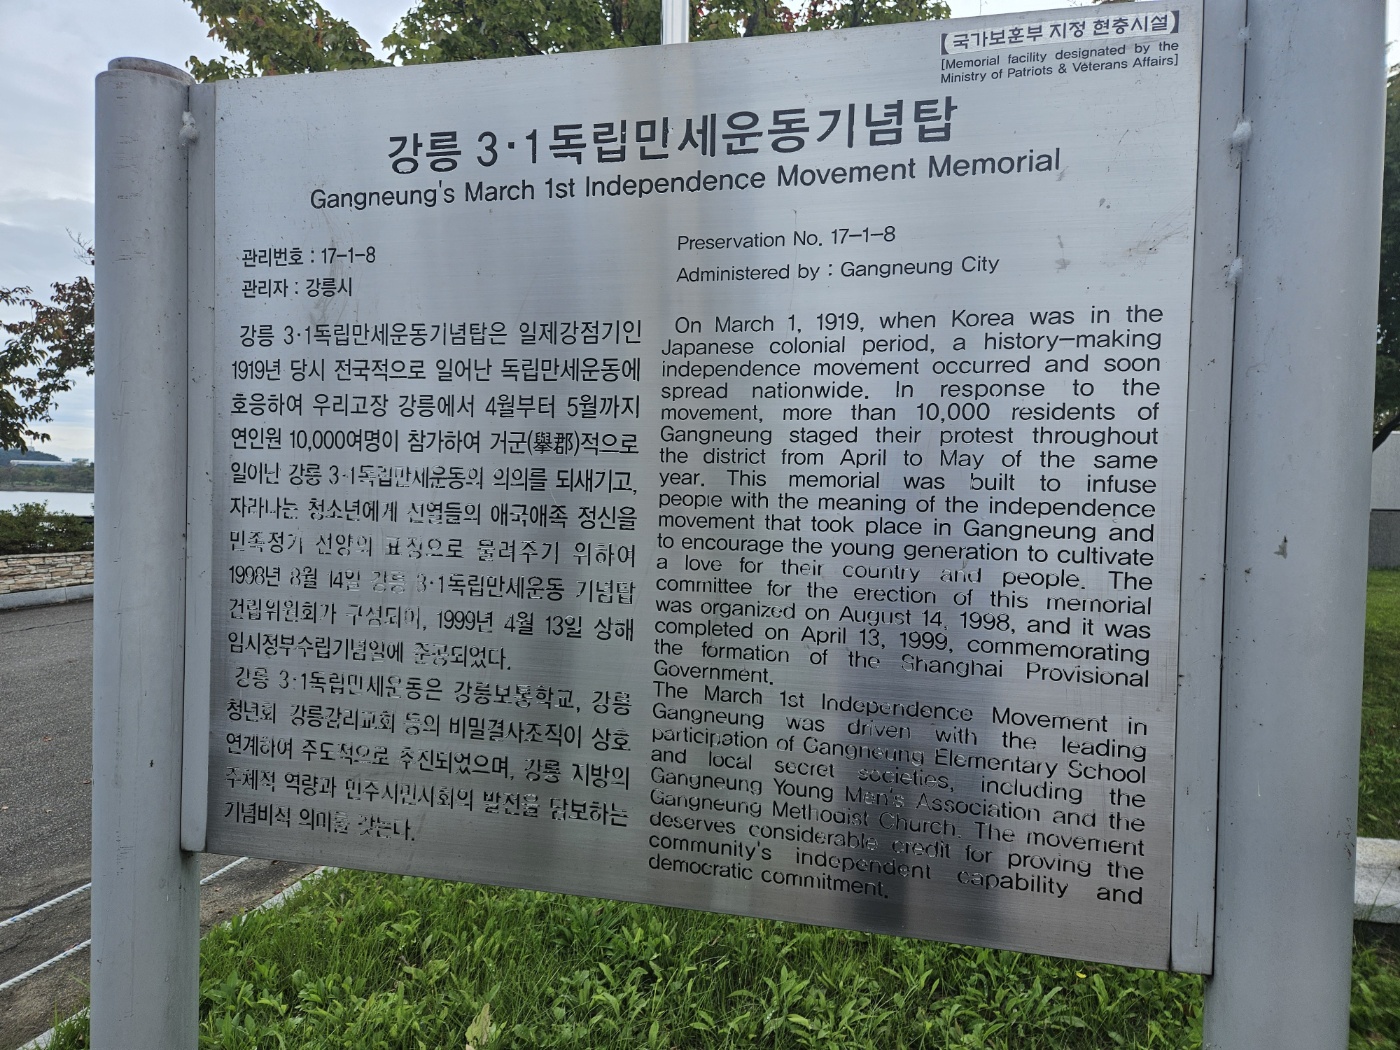 【국가보훈부 지정 현충시설】
[Memorial facility designated by the
Ministry of Patriots & Veterans Affairs]
강릉 3·1독립만세운동기념탑
Gangneung's March 1st Independence Movement Memorial
관리번호 : 17-1-8
관리자 : 강릉시
강릉 3·1독립만세운동기념탑은 일제강점기인
1919년 당시 전국적으로 일어난 독립만세운동에
호응하여 우리고장 강릉에서 4월부터 5월까지
연인원 10,000여명이 참가하여 거군(擧郡)적으로
일어난 강릉 3·1독립만세운동의 의의를 되새기고,
자라나는 청소년에게 선열들의 애국애족 정신을
민족정기 선양의 표징으로 물려주기 위하여
1998년 8월 14일 강릉 3·1독립만세운동 기념탑
건립위원회가 구성되어, 1999년 4월 13일 상해
임시정부수립기념일에 준공되었다.
강릉 3·1독립만세운동은 강릉보통학교, 강릉
청년회 강릉감리교회 등의 비밀결사조직이 상호
연계하여 주도적으로 추진되었으며, 강릉 지방의
주체적 역량과 민주시민사회의 발전을 담보하는
기념비적 의미를 갖는다.
Preservation No. 17-1-8
Administered by : Gangneung City
On March 1, 1919, when Korea was in the
Japanese colonial period, a history-making
independence movement occurred and soon
spread nationwide. In response to the
movement, more than 10,000 residents of
Gangneung staged their protest throughout
the district from April to May of the same
year. This memorial was built to infuse
people with the meaning of the independence
movement that took place in Gangneung and
to encourage the young generation to cultivate
a love for their country and people. The
committee for the erection of this memorial
was organized on August 14, 1998, and it was
completed on April 13, 1999, commemorating
the formation of the Shanghai Provisional
Government.
The March 1st Independence Movement in
Gangneung was driven with the leading
participation of Gangneung Elementary School
and local secret societies, including the
Gangneung Young Men's Association and the
Gangneung Methodist Church. The movement
deserves considerable credit for proving the
community's independent capability and
democratic commitment.